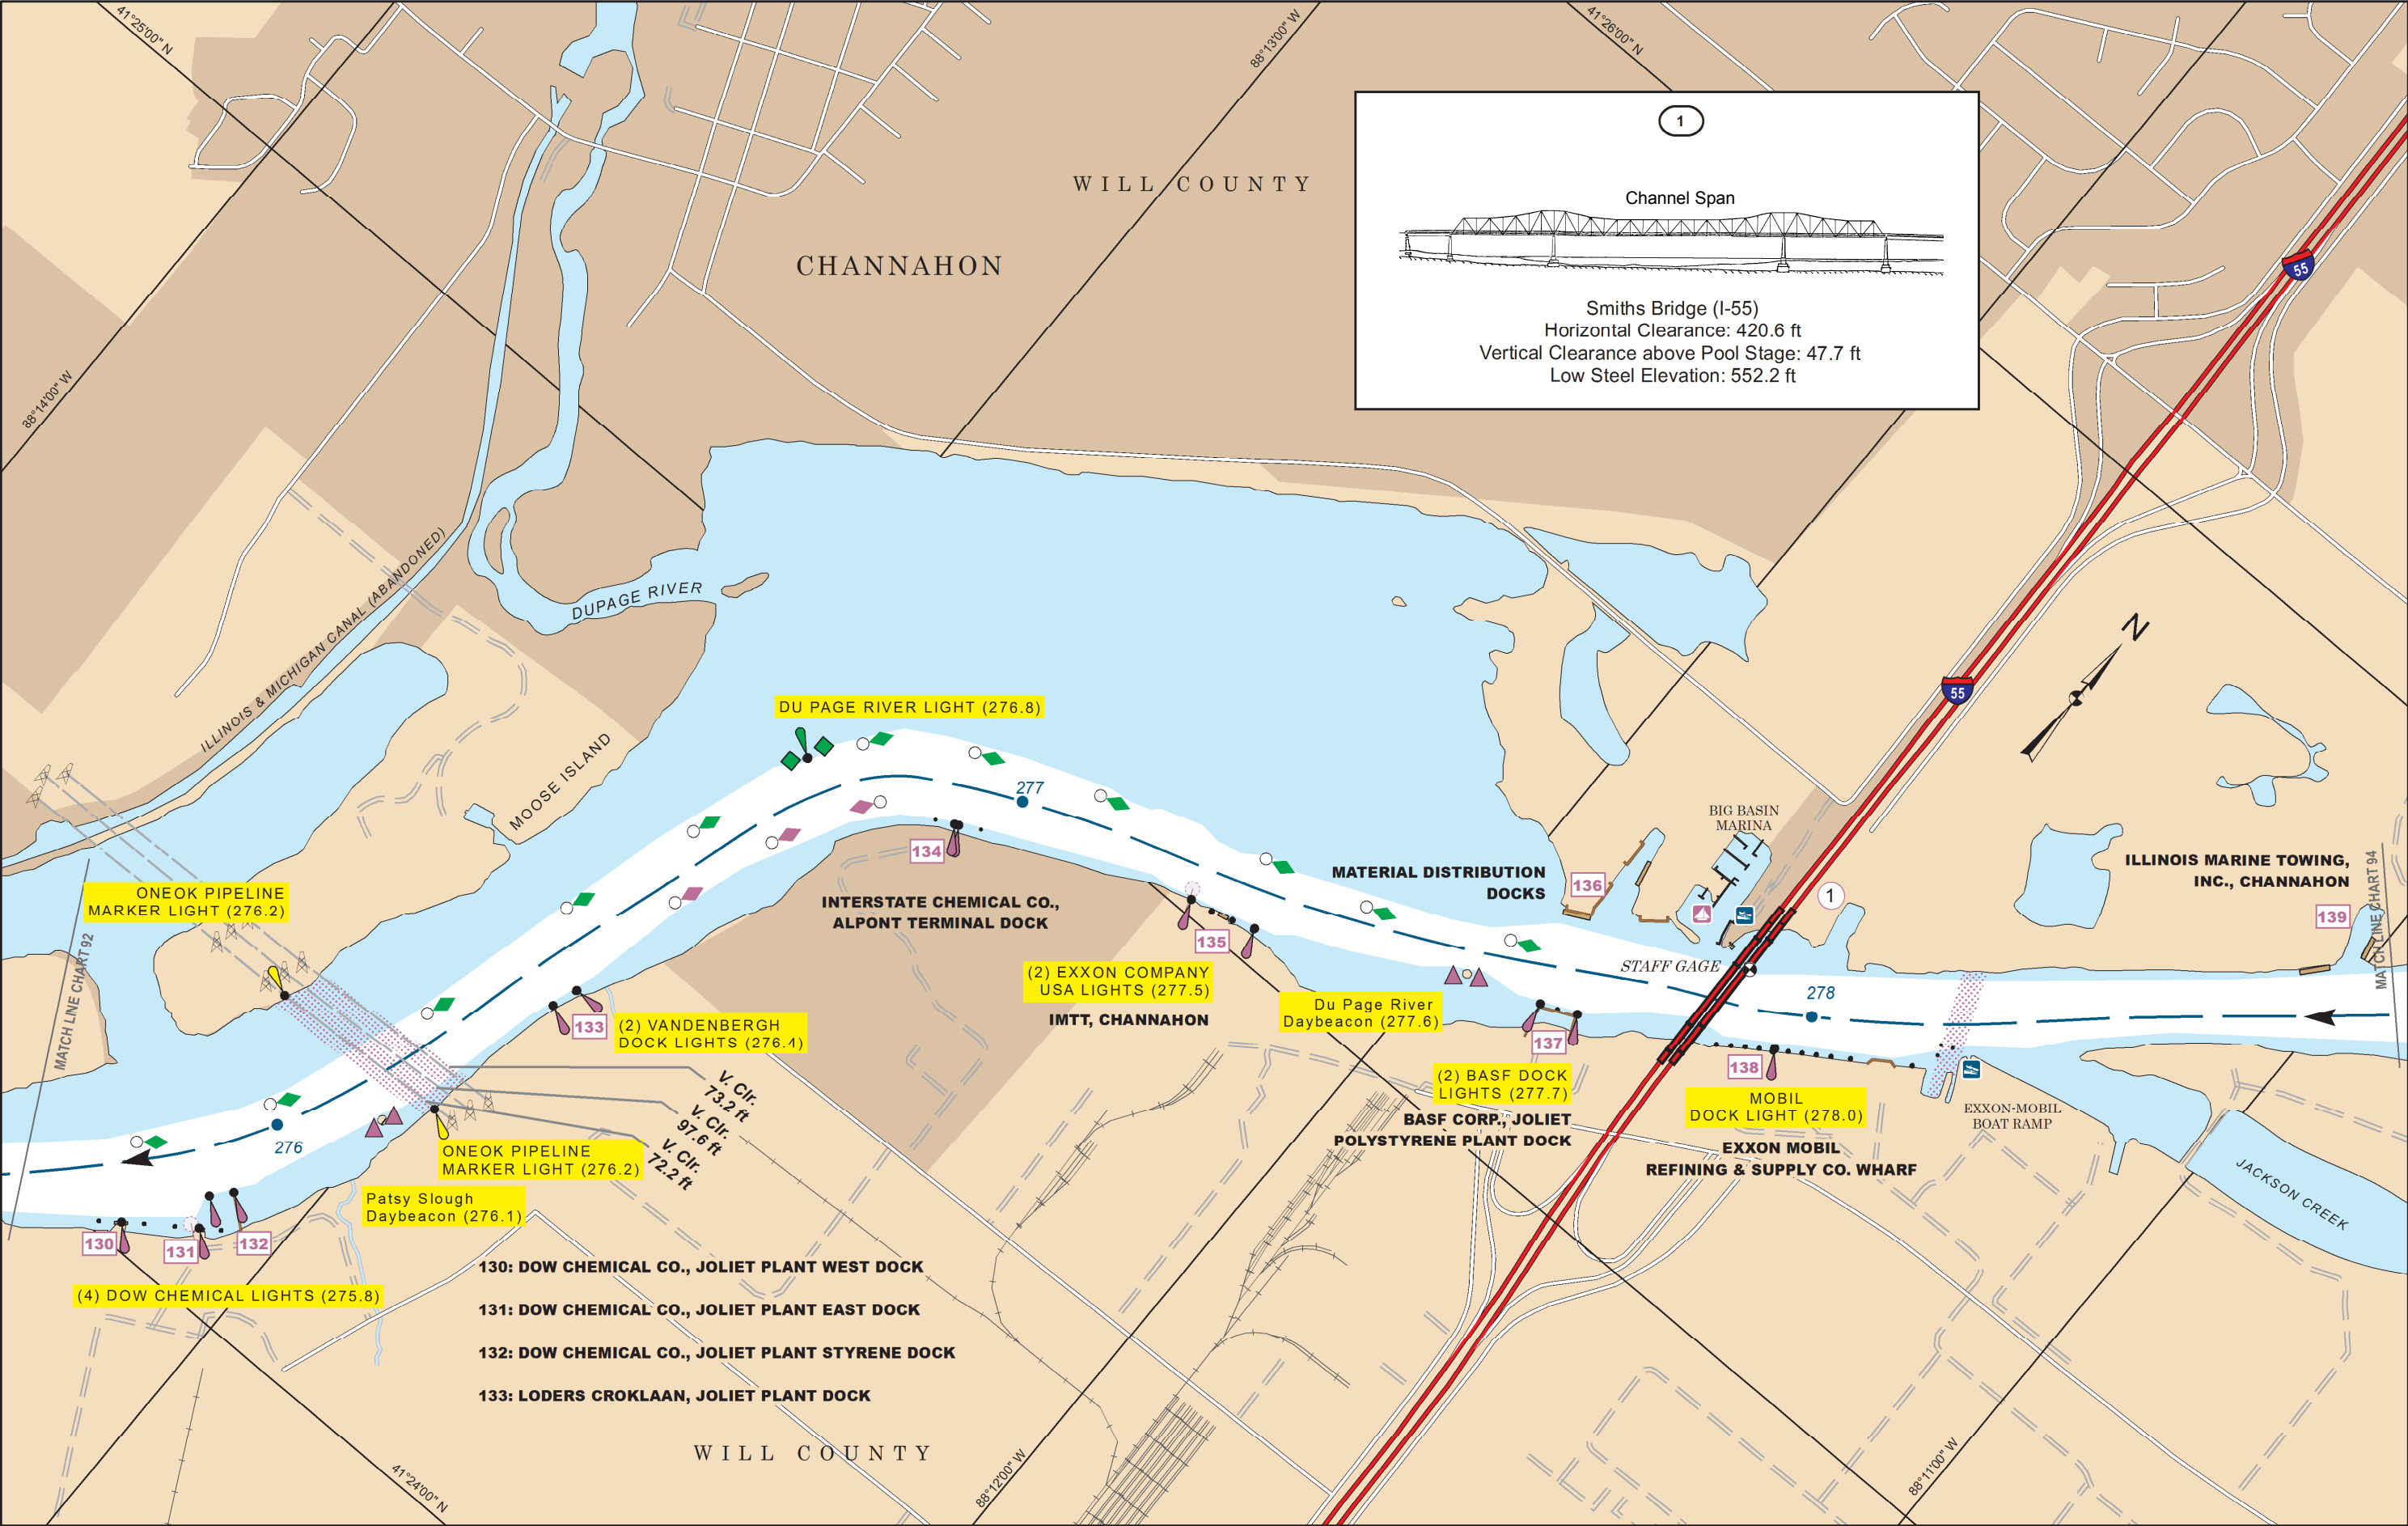 41°25'00" N
88°13'00" W
41°26'00" N
88°14'00" W
WILL COUNTY
CHANNAHON
1
Channel Span
Smiths Bridge (I-55)
Horizontal Clearance: 420.6 ft
Vertical Clearance above Pool Stage: 47.7 ft
Low Steel Elevation: 552.2 ft
55
55
N
ILLINOIS & MICHIGAN CANAL (ABANDONED)
DUPAGE RIVER
MOOSE ISLAND
DU PAGE RIVER LIGHT (276.8)
277
BIG BASIN
MARINA
MATERIAL DISTRIBUTION
DOCKS
136
1
ILLINOIS MARINE TOWING,
INC., CHANNAHON
139
MATCH LINE CHART 94
ONEOK PIPELINE
MARKER LIGHT (276.2)
MATCH LNE CHART 92
134
INTERSTATE CHEMICAL CO.,
ALPONT TERMINAL DOCK
135
(2) EXXON COMPANY
USA LIGHTS (277.5)
IMTT, CHANNAHON
STAFF GAGE
278
133
(2) VANDENBERGH
DOCK LIGHTS (276.4)
Du Page River
Daybeacon (277.6)
137
(2) BASF DOCK
LIGHTS (277.7)
BASF CORP., JOLIET
POLYSTYRENE PLANT DOCK
138
MOBIL
DOCK LIGHT (278.0)
EXXON MOBIL
REFINING & SUPPLY CO. WHARF
EXXON-MOBIL
BOAT RAMP
JACKSON CREEK
V. Clr.
73.2 ft
V. Clr.
97.6 ft
V. Clr.
72.2 ft
276
ONEOK PIPELINE
MARKER LIGHT (276.2)
Patsy Slough
Daybeacon (276.1)
130
131
132
(4) DOW CHEMICAL LIGHTS (275.8)
130: DOW CHEMICAL CO., JOLIET PLANT WEST DOCK
131: DOW CHEMICAL CO., JOLIET PLANT EAST DOCK
132: DOW CHEMICAL CO., JOLIET PLANT STYRENE DOCK
133: LODERS CROKLAAN, JOLIET PLANT DOCK
WILL COUNTY
41°24'00" N
88°12'00" W
88°11'00" W